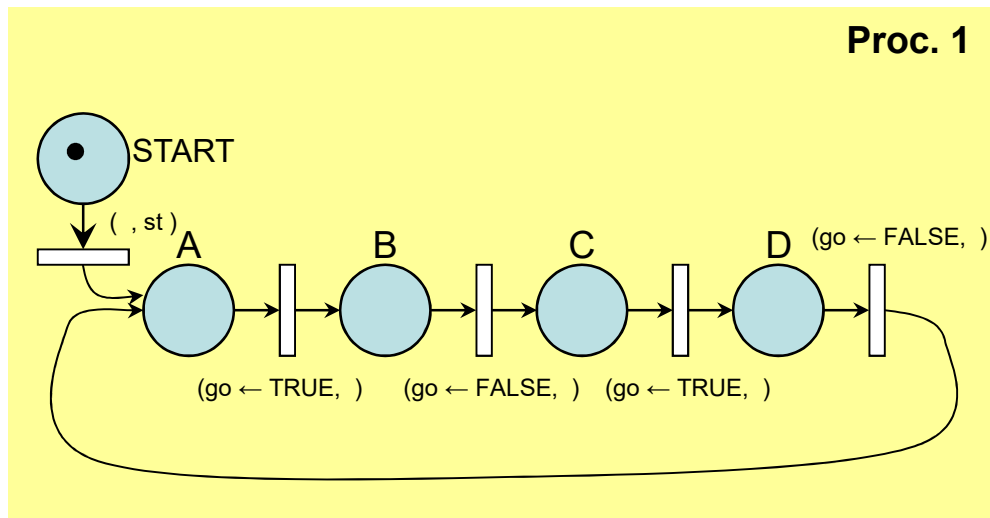 Proc. 1
START
( , st )
A
B
C
D
(go ← FALSE, )
(go ← TRUE, )
(go ← FALSE, )
(go ← TRUE, )